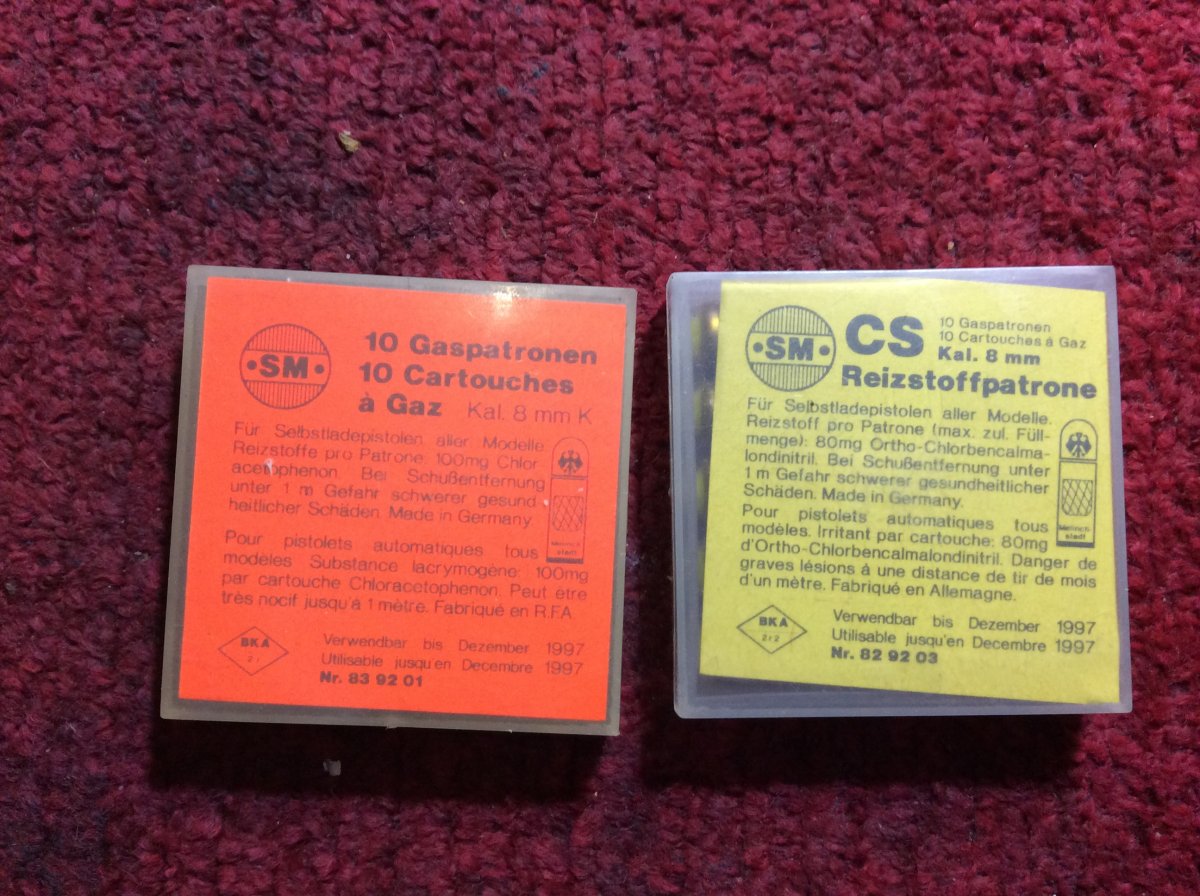 ·SM·
10 Gaspatronen
10 Cartouches
à Gaz Kal. 8 mm K
Für Selbstladepistolen aller Modelle.
Reizstoffe pro Patrone: 100mg Chlor
acetophenon. Bei Schußentfernung
unter 1 m Gefahr schwerer gesund
heitlicher Schäden. Made in Germany.
Pour pistolets automatiques tous
modèles Substance lacrymogène: 100mg
par cartouche Chloracetophenon. Peut être
très nocif jusqu'à 1 mètre. Fabriqué en R.F.A
BKA
Verwendbar bis Dezember 1997
Utilisable jusqu'en Decembre 1997
Nr. 83 92 01
·SM·
CS
10 Gaspatronen
10 Cartouches à Gaz
Kal. 8 mm
Reizstoffpatrone
Für Selbstladepistolen aller Modelle.
Reizstoff pro Patrone (max. zul. Füll-
menge): 80mg Ortho-Chlorbencalma-
londinitril. Bei Schußentfernung unter
1 m Gefahr schwerer gesundheitlicher
Schäden. Made in Germany.
Pour pistolets automatiques tous
modèles. Irritant par cartouche: 80mg
d'Ortho-Chlorbencalmalondinitril. Danger de
graves lésions à une distance de tir de mois
d'un mètre. Fabriqué en Allemagne.
BKA
212
Verwendbar bis Dezember 1997
Utilisable jusqu'en Decembre 1997
Nr. 82 92 03